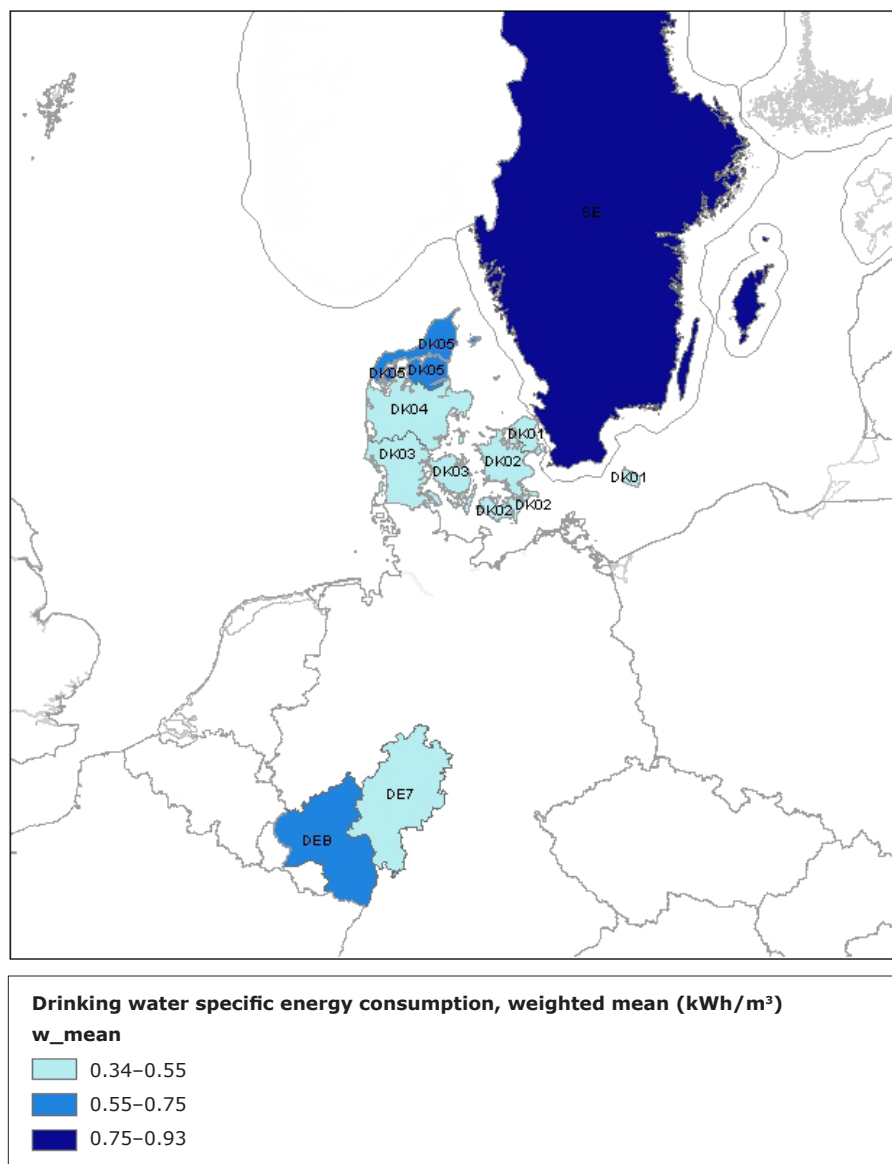 SE
DK05
DK05
DK05
DK04
DK01
DK03
DK02
DK03
DK01
DK02
DK02
DE7
DEB
Drinking water specific energy consumption, weighted mean (kWh/m³)
w_mean
0.34–0.55
0.55–0.75
0.75–0.93